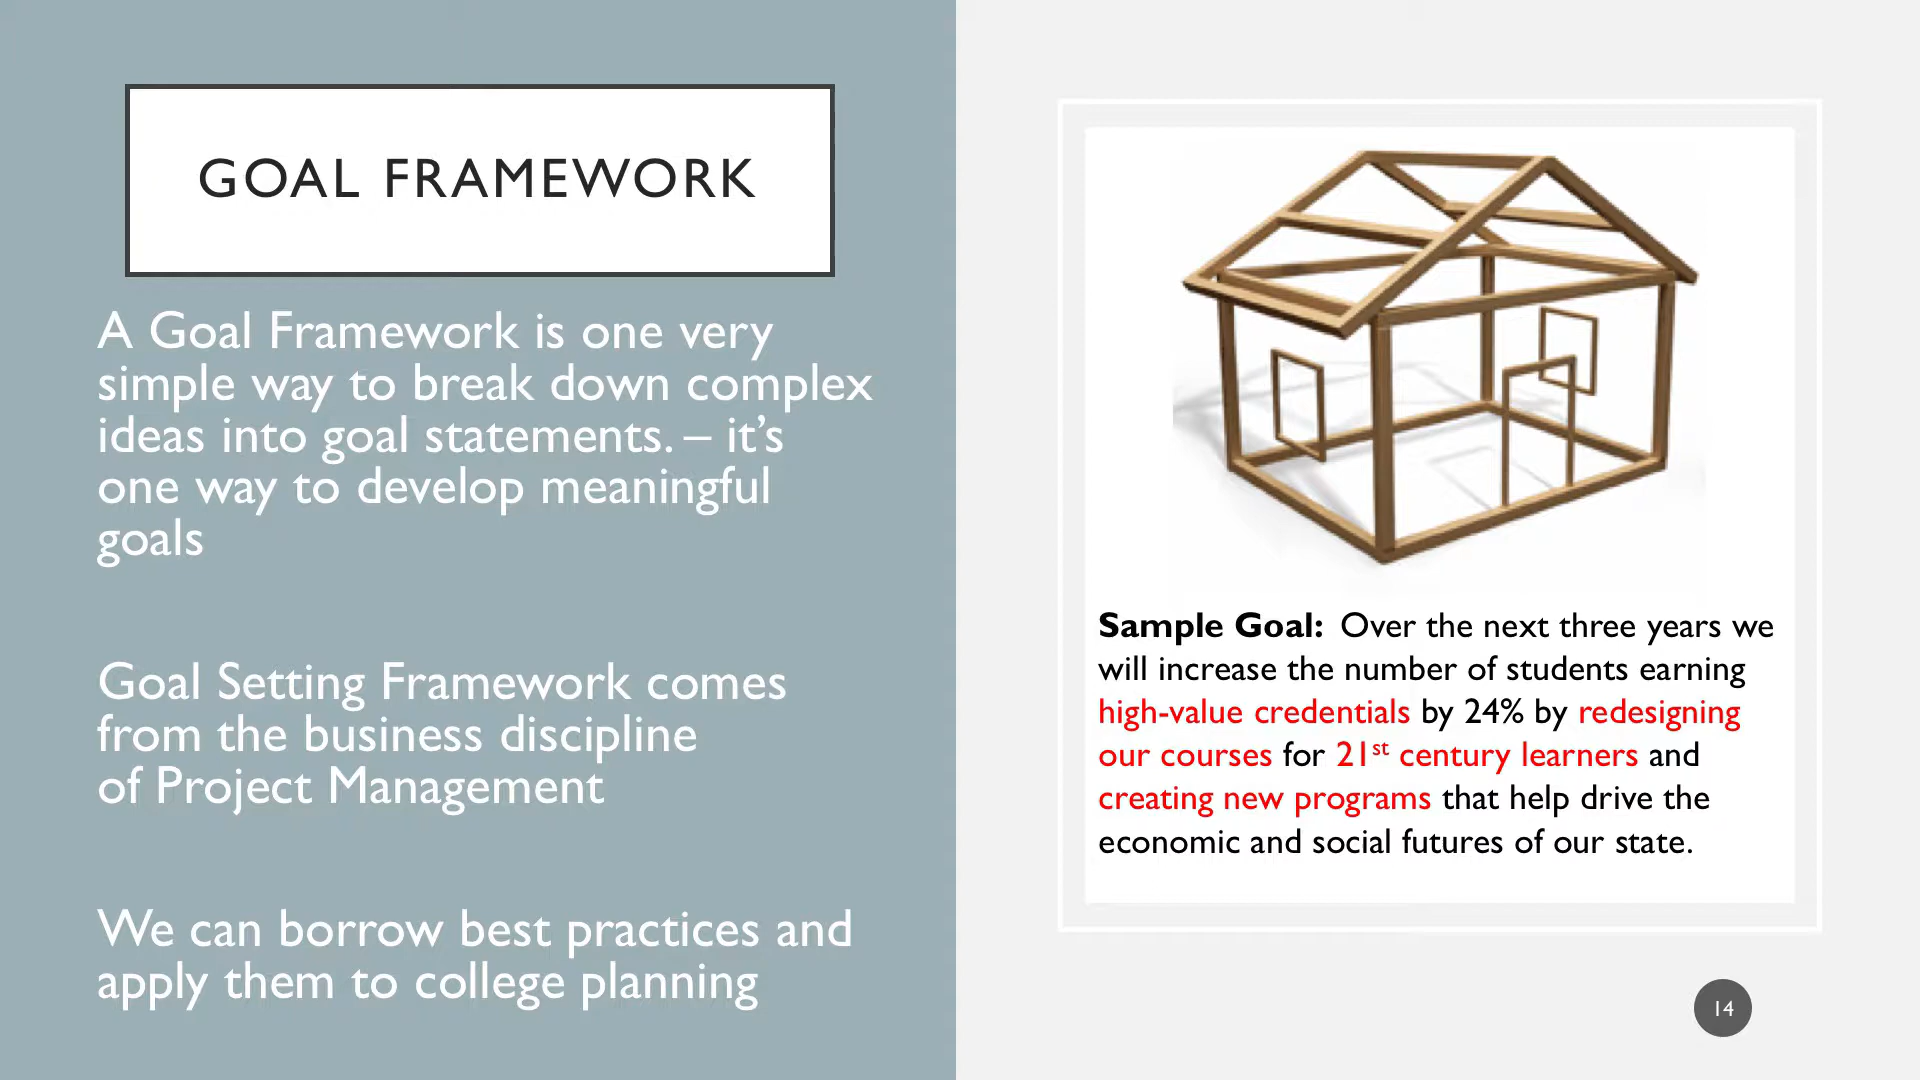 GOAL FRAMEWORK
A Goal Framework is one very
simple way to break down complex
ideas into goal statements. – it’s
one way to develop meaningful
goals
Goal Setting Framework comes
from the business discipline
of Project Management
We can borrow best practices and
apply them to college planning
Sample Goal:  Over the next three years we
will increase the number of students earning
high-value credentials by 24% by redesigning
our courses for 21st century learners and
creating new programs that help drive the
economic and social futures of our state.
14